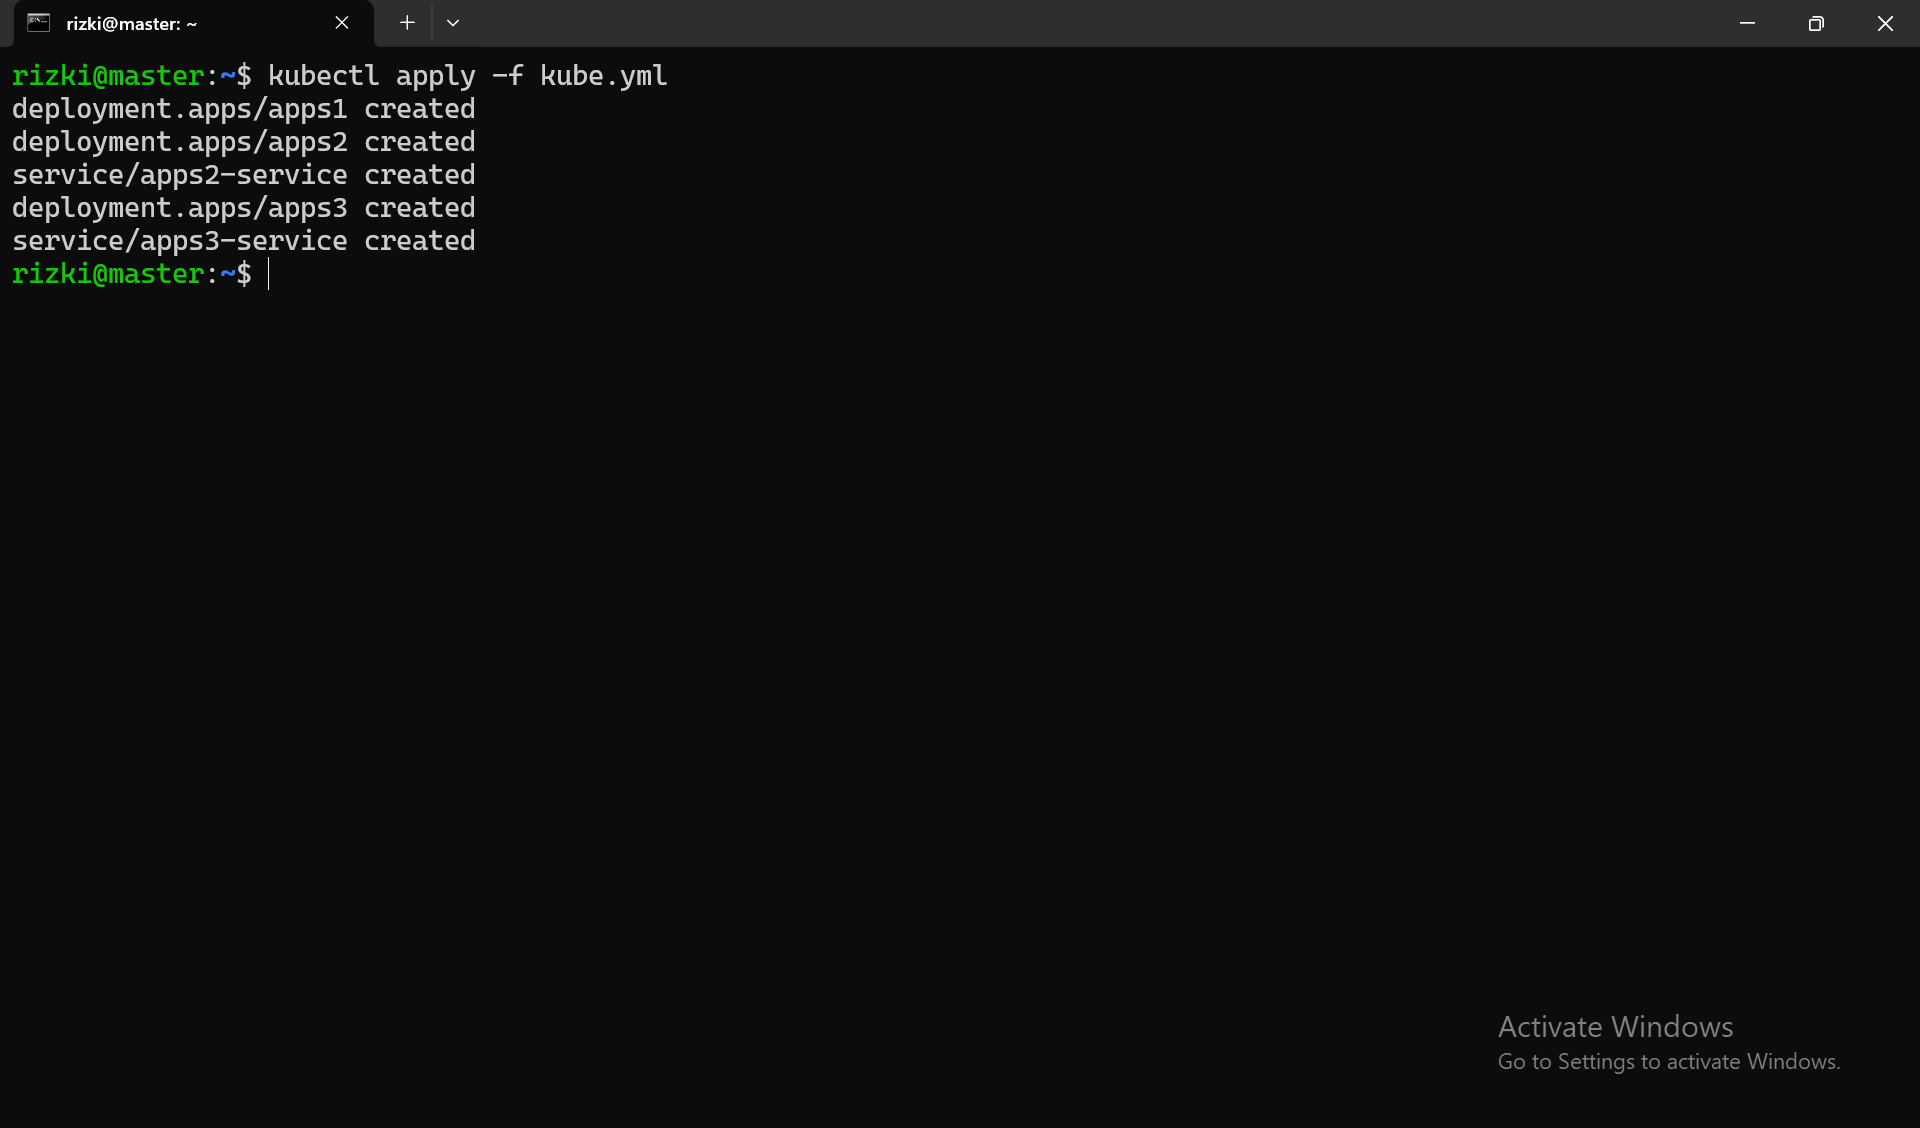 rizki@master: ~
rizki@master:~$ kubectl apply -f kube.yml
deployment.apps/apps1 created
deployment.apps/apps2 created
service/apps2-service created
deployment.apps/apps3 created
service/apps3-service created
rizki@master:~$
Activate Windows
Go to Settings to activate Windows.